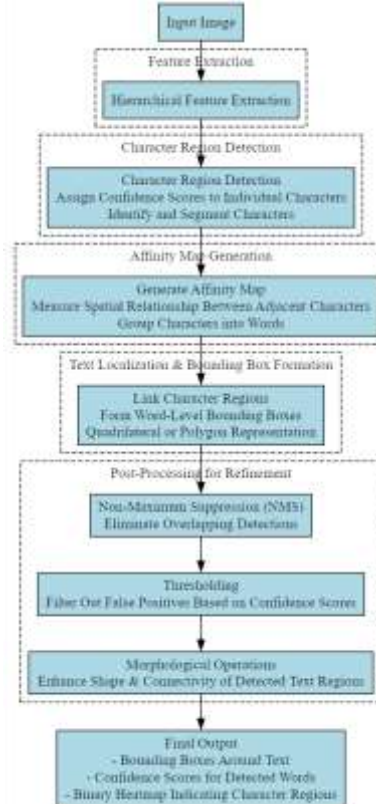 Input Image
Feature Extraction
Hierarchical Feature Extraction
Character Region Detection
Character Region Detection
Assign Confidence Scores to Individual Characters
Identify and Segment Characters
Affinity Map Generation
Generate Affinity Map
Measure Spatial Relationship Between Adjacent Characters
Group Characters into Words
Text Localization & Bounding Box Formation
Link Character Regions
Form Word-Level Bounding Boxes
Quadrilateral or Polygon Representation
Post-Processing for Refinement
Non-Maximum Suppression (NMS)
Eliminate Overlapping Detections
Thresholding
Filter Out False Positives Based on Confidence Scores
Morphological Operations
Enhance Shape & Connectivity of Detected Text Regions
Final Output
- Bounding Boxes Around Text
- Confidence Scores for Detected Words
- Binary Heatmap Indicating Character Regions